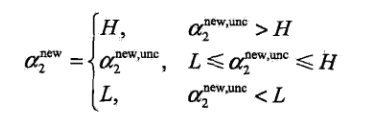 H, α₂^{new,unc} > H
α₂^{new} = { α₂^{new,unc}, L ⩽ α₂^{new,unc} ⩽ H
L, α₂^{new,unc} < L